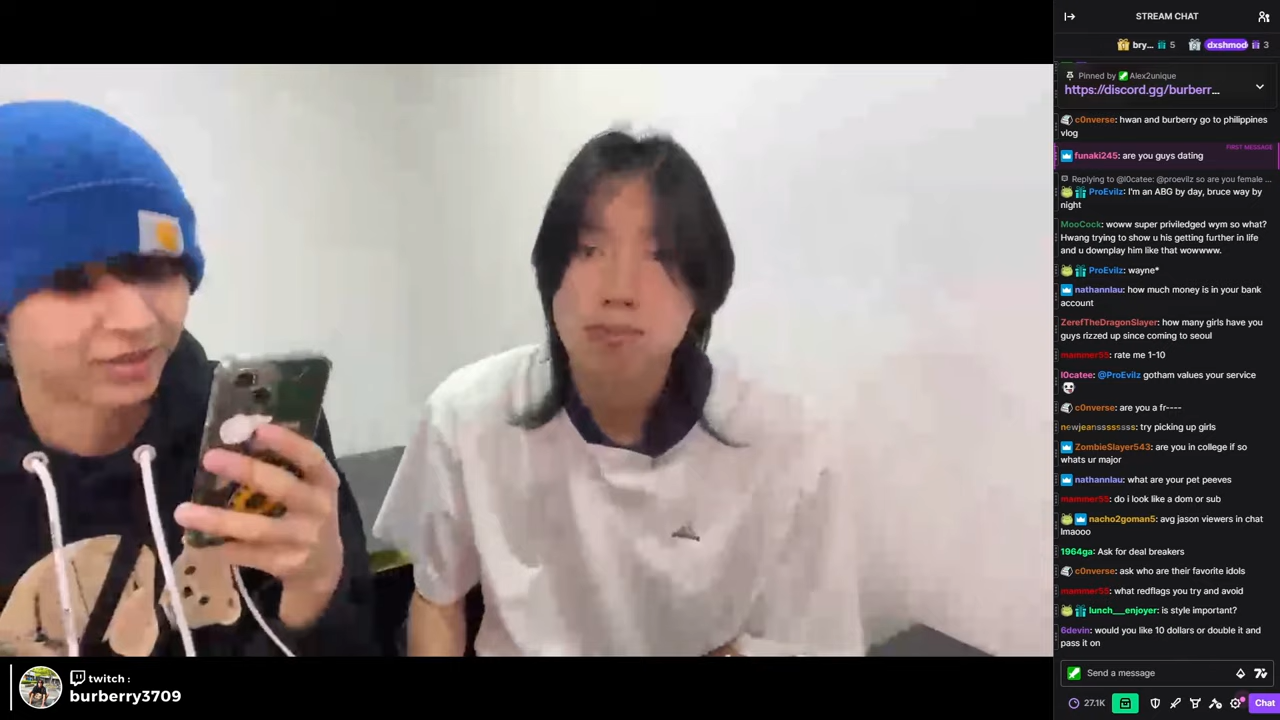 STREAM CHAT
bry... 5 dxshmod 3
Pinned by Alex2unique
https://discord.gg/burberr...
c0nverse: hwan and burberry go to philippines
vlog
FIRST MESSAGE
funaki245: are you guys dating
Replying to @l0catee: @proevilz so are you female ...
ProEvilz: I'm an ABG by day, bruce way by
night
MooCock: woww super priviledged wym so what?
Hwang trying to show u his getting further in life
and u downplay him like that wowwww.
ProEvilz: wayne*
nathannlau: how much money is in your bank
account
ZerefTheDragonSlayer: how many girls have you
guys rizzed up since coming to seoul
mammer55: rate me 1-10
l0catee: @ProEvilz gotham values your service
c0nverse: are you a fr----
newjeansssssssss: try picking up girls
ZombieSlayer543: are you in college if so
whats ur major
nathannlau: what are your pet peeves
mammer55: do i look like a dom or sub
nacho2goman5: avg jason viewers in chat
lmaooo
1964ga: Ask for deal breakers
c0nverse: ask who are their favorite idols
mammer55: what redflags you try and avoid
lunch__enjoyer: is style important?
6devin: would you like 10 dollars or double it and
pass it on
Send a message
27.1K
Chat
twitch :
burberry3709